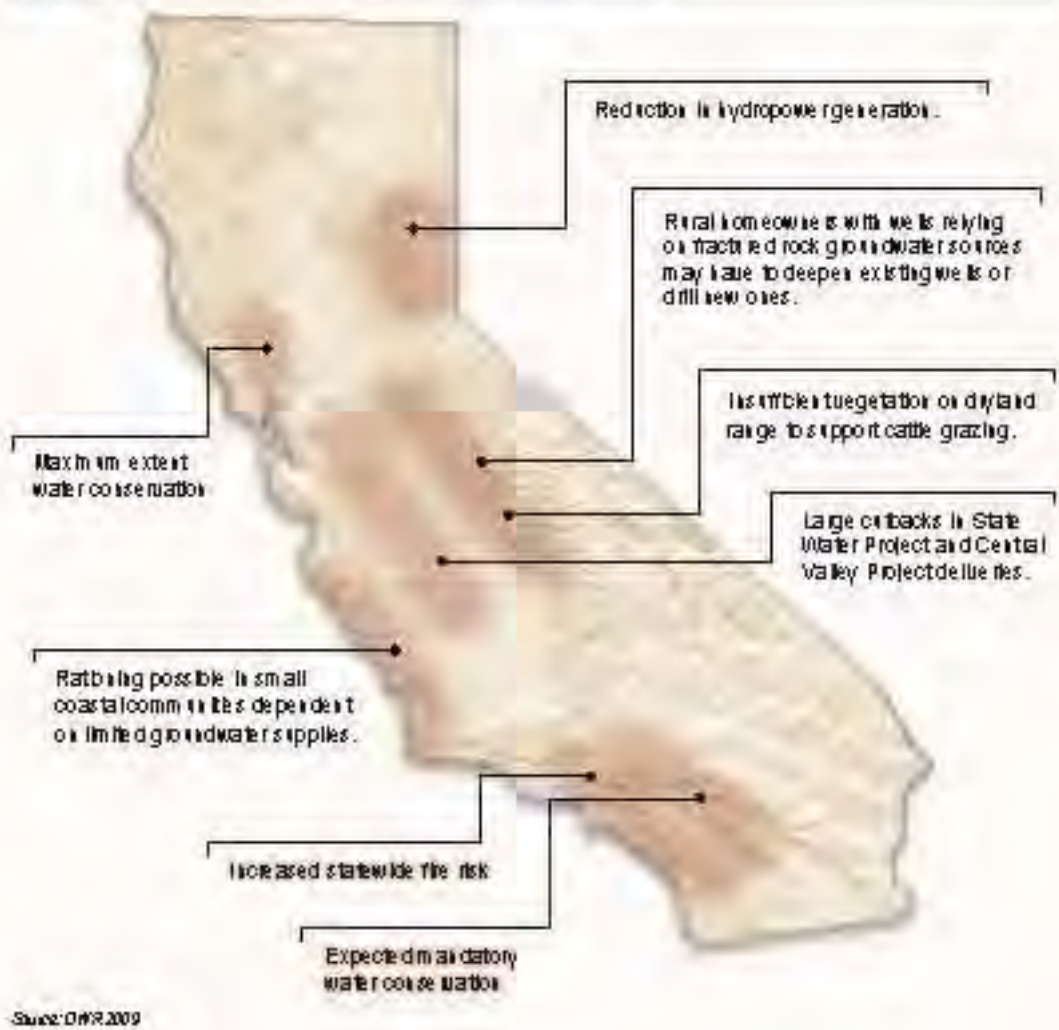 Reduction in hydropower generation.
Rural homeowners with wells relying
on fractured rock groundwater sources
may have to deepen existing wells or
drill new ones.
Insufficient vegetation on dryland
range to support cattle grazing.
Maximum extent
water conservation
Large cutbacks in State
Water Project and Central
Valley Project deliveries.
Rationing possible in small
coastal communities dependent
on limited groundwater supplies.
Increased statewide fire risk
Expected mandatory
water conservation
Source: DWR 2009